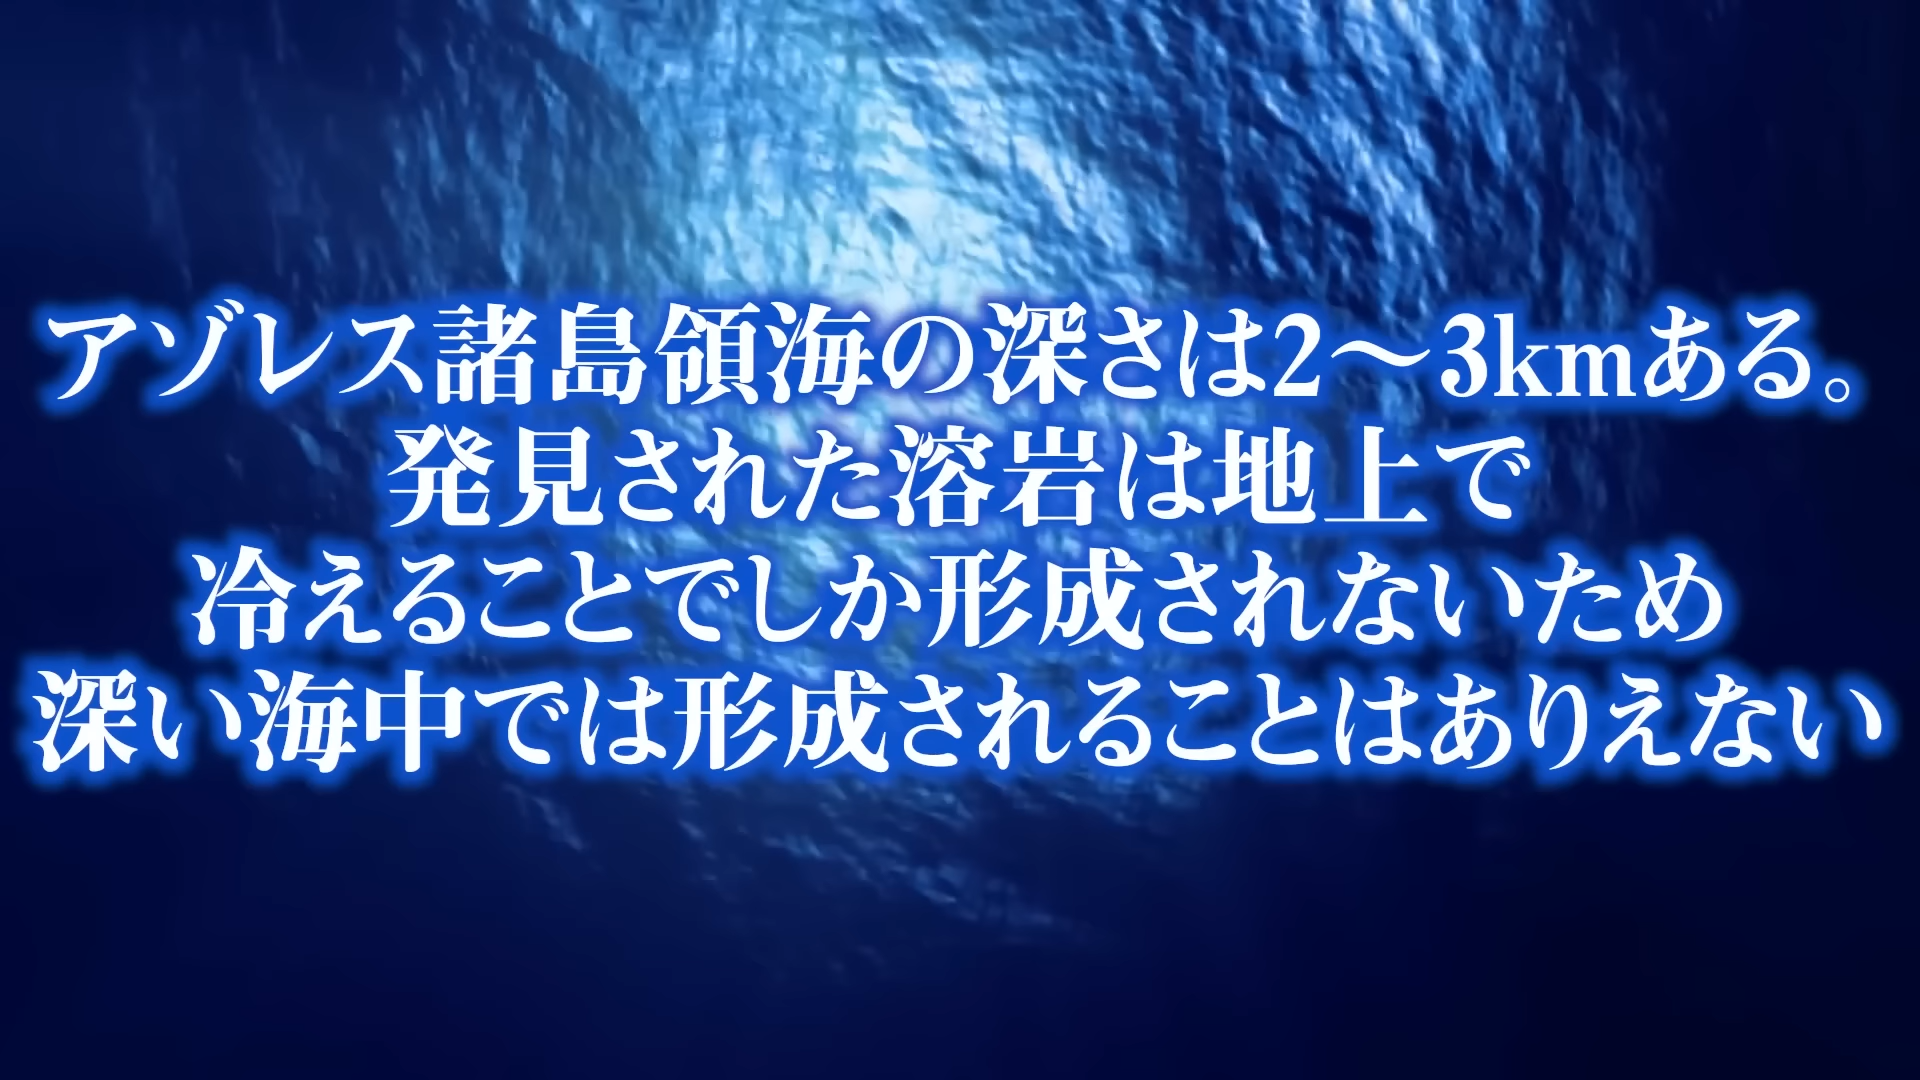 アゾレス諸島領海の深さは2～3kmある。
発見された溶岩は地上で
冷えることでしか形成されないため
深い海中では形成されることはありえない